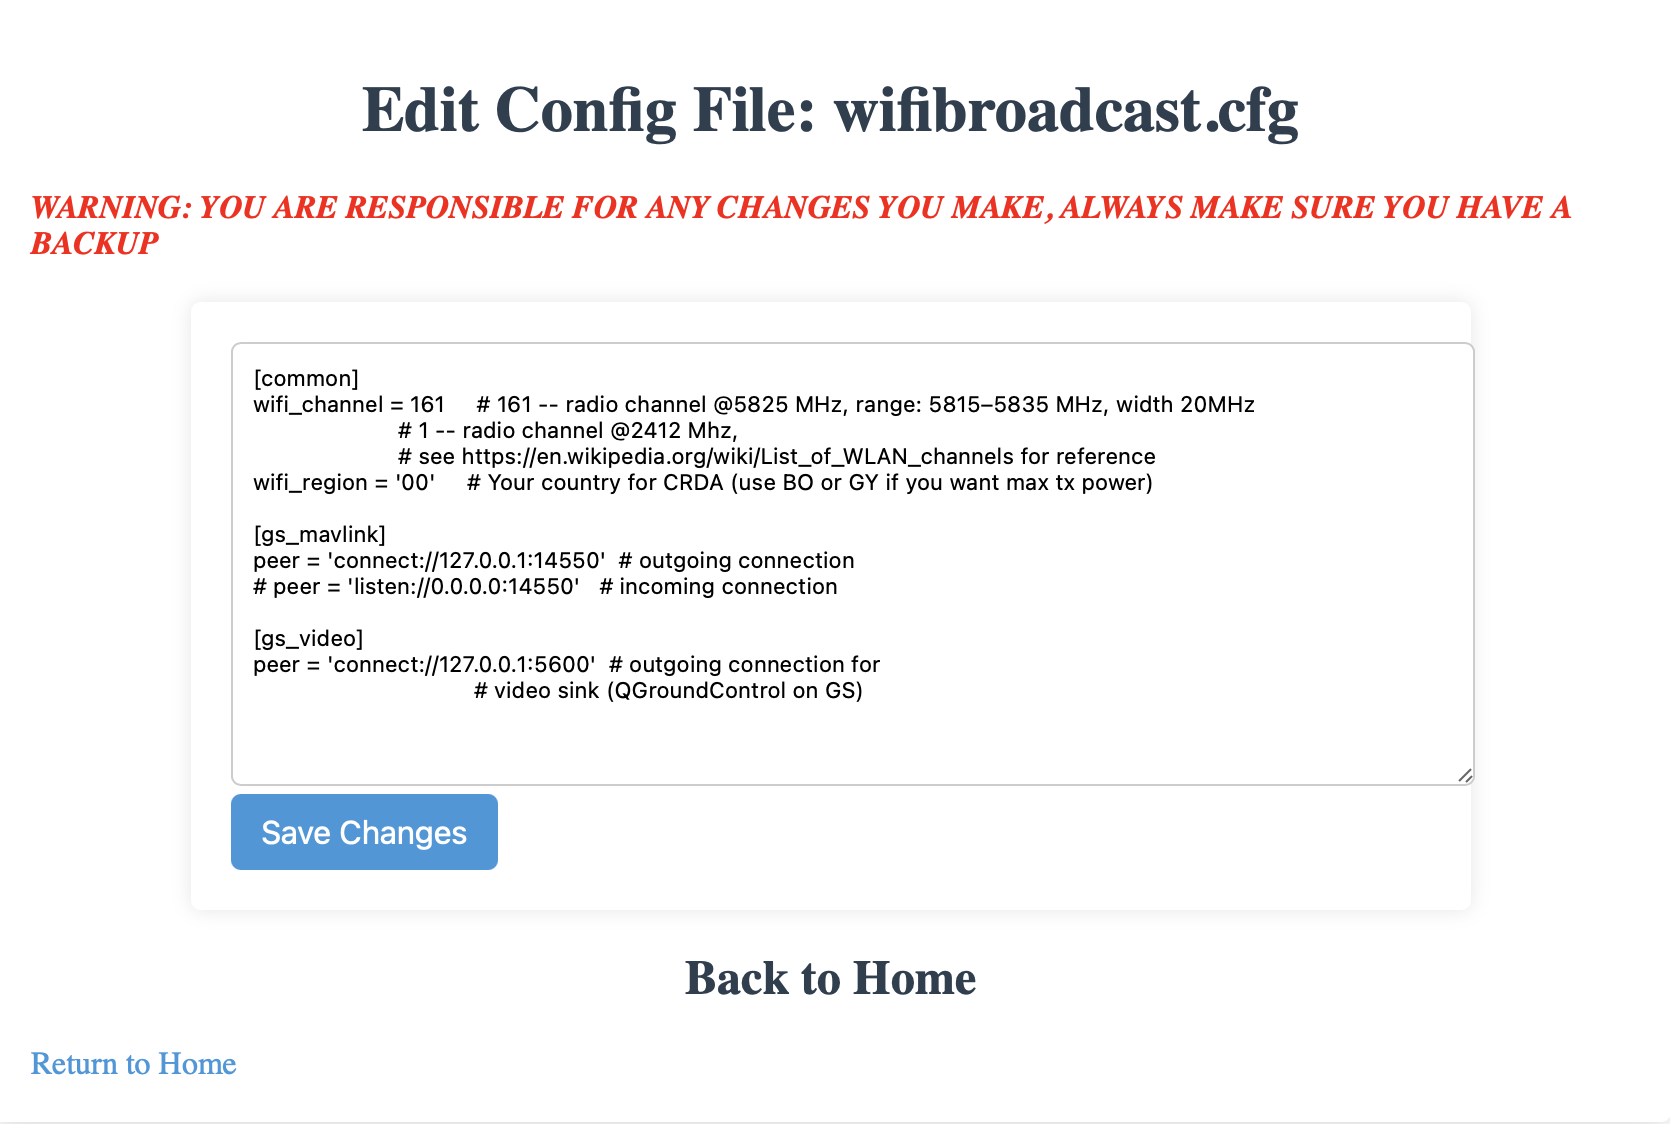 Edit Config File: wifibroadcast.cfg
WARNING: YOU ARE RESPONSIBLE FOR ANY CHANGES YOU MAKE, ALWAYS MAKE SURE YOU HAVE A
BACKUP
[common]
wifi_channel = 161     # 161 -- radio channel @5825 MHz, range: 5815–5835 MHz, width 20MHz
# 1 -- radio channel @2412 Mhz,
# see https://en.wikipedia.org/wiki/List_of_WLAN_channels for reference
wifi_region = '00'     # Your country for CRDA (use BO or GY if you want max tx power)
[gs_mavlink]
peer = 'connect://127.0.0.1:14550'  # outgoing connection
# peer = 'listen://0.0.0.0:14550'   # incoming connection
[gs_video]
peer = 'connect://127.0.0.1:5600'  # outgoing connection for
# video sink (QGroundControl on GS)
Save Changes
Back to Home
Return to Home